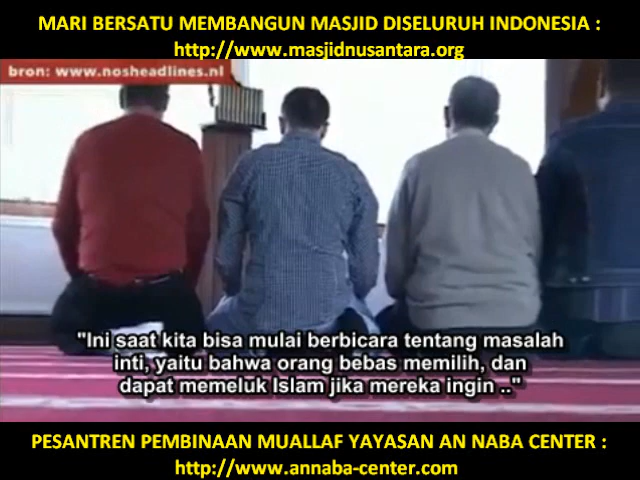 MARI BERSATU MEMBANGUN MASJID DISELURUH INDONESIA :
http://www.masjidnusantara.org
bron: www.nosheadlines.nl
"Ini saat kita bisa mulai berbicara tentang masalah
inti, yaitu bahwa orang bebas memilih, dan
dapat memeluk Islam jika mereka ingin .."
PESANTREN PEMBINAAN MUALLAF YAYASAN AN NABA CENTER :
http://www.annaba-center.com